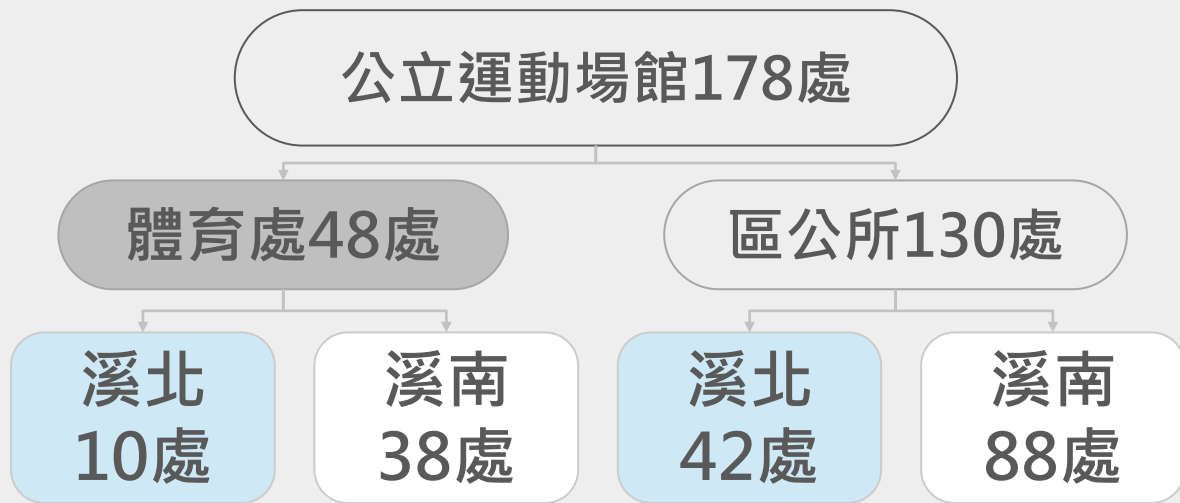 公立運動場館178處
體育處48處
區公所130處
溪北
10處
溪南
38處
溪北
42處
溪南
88處